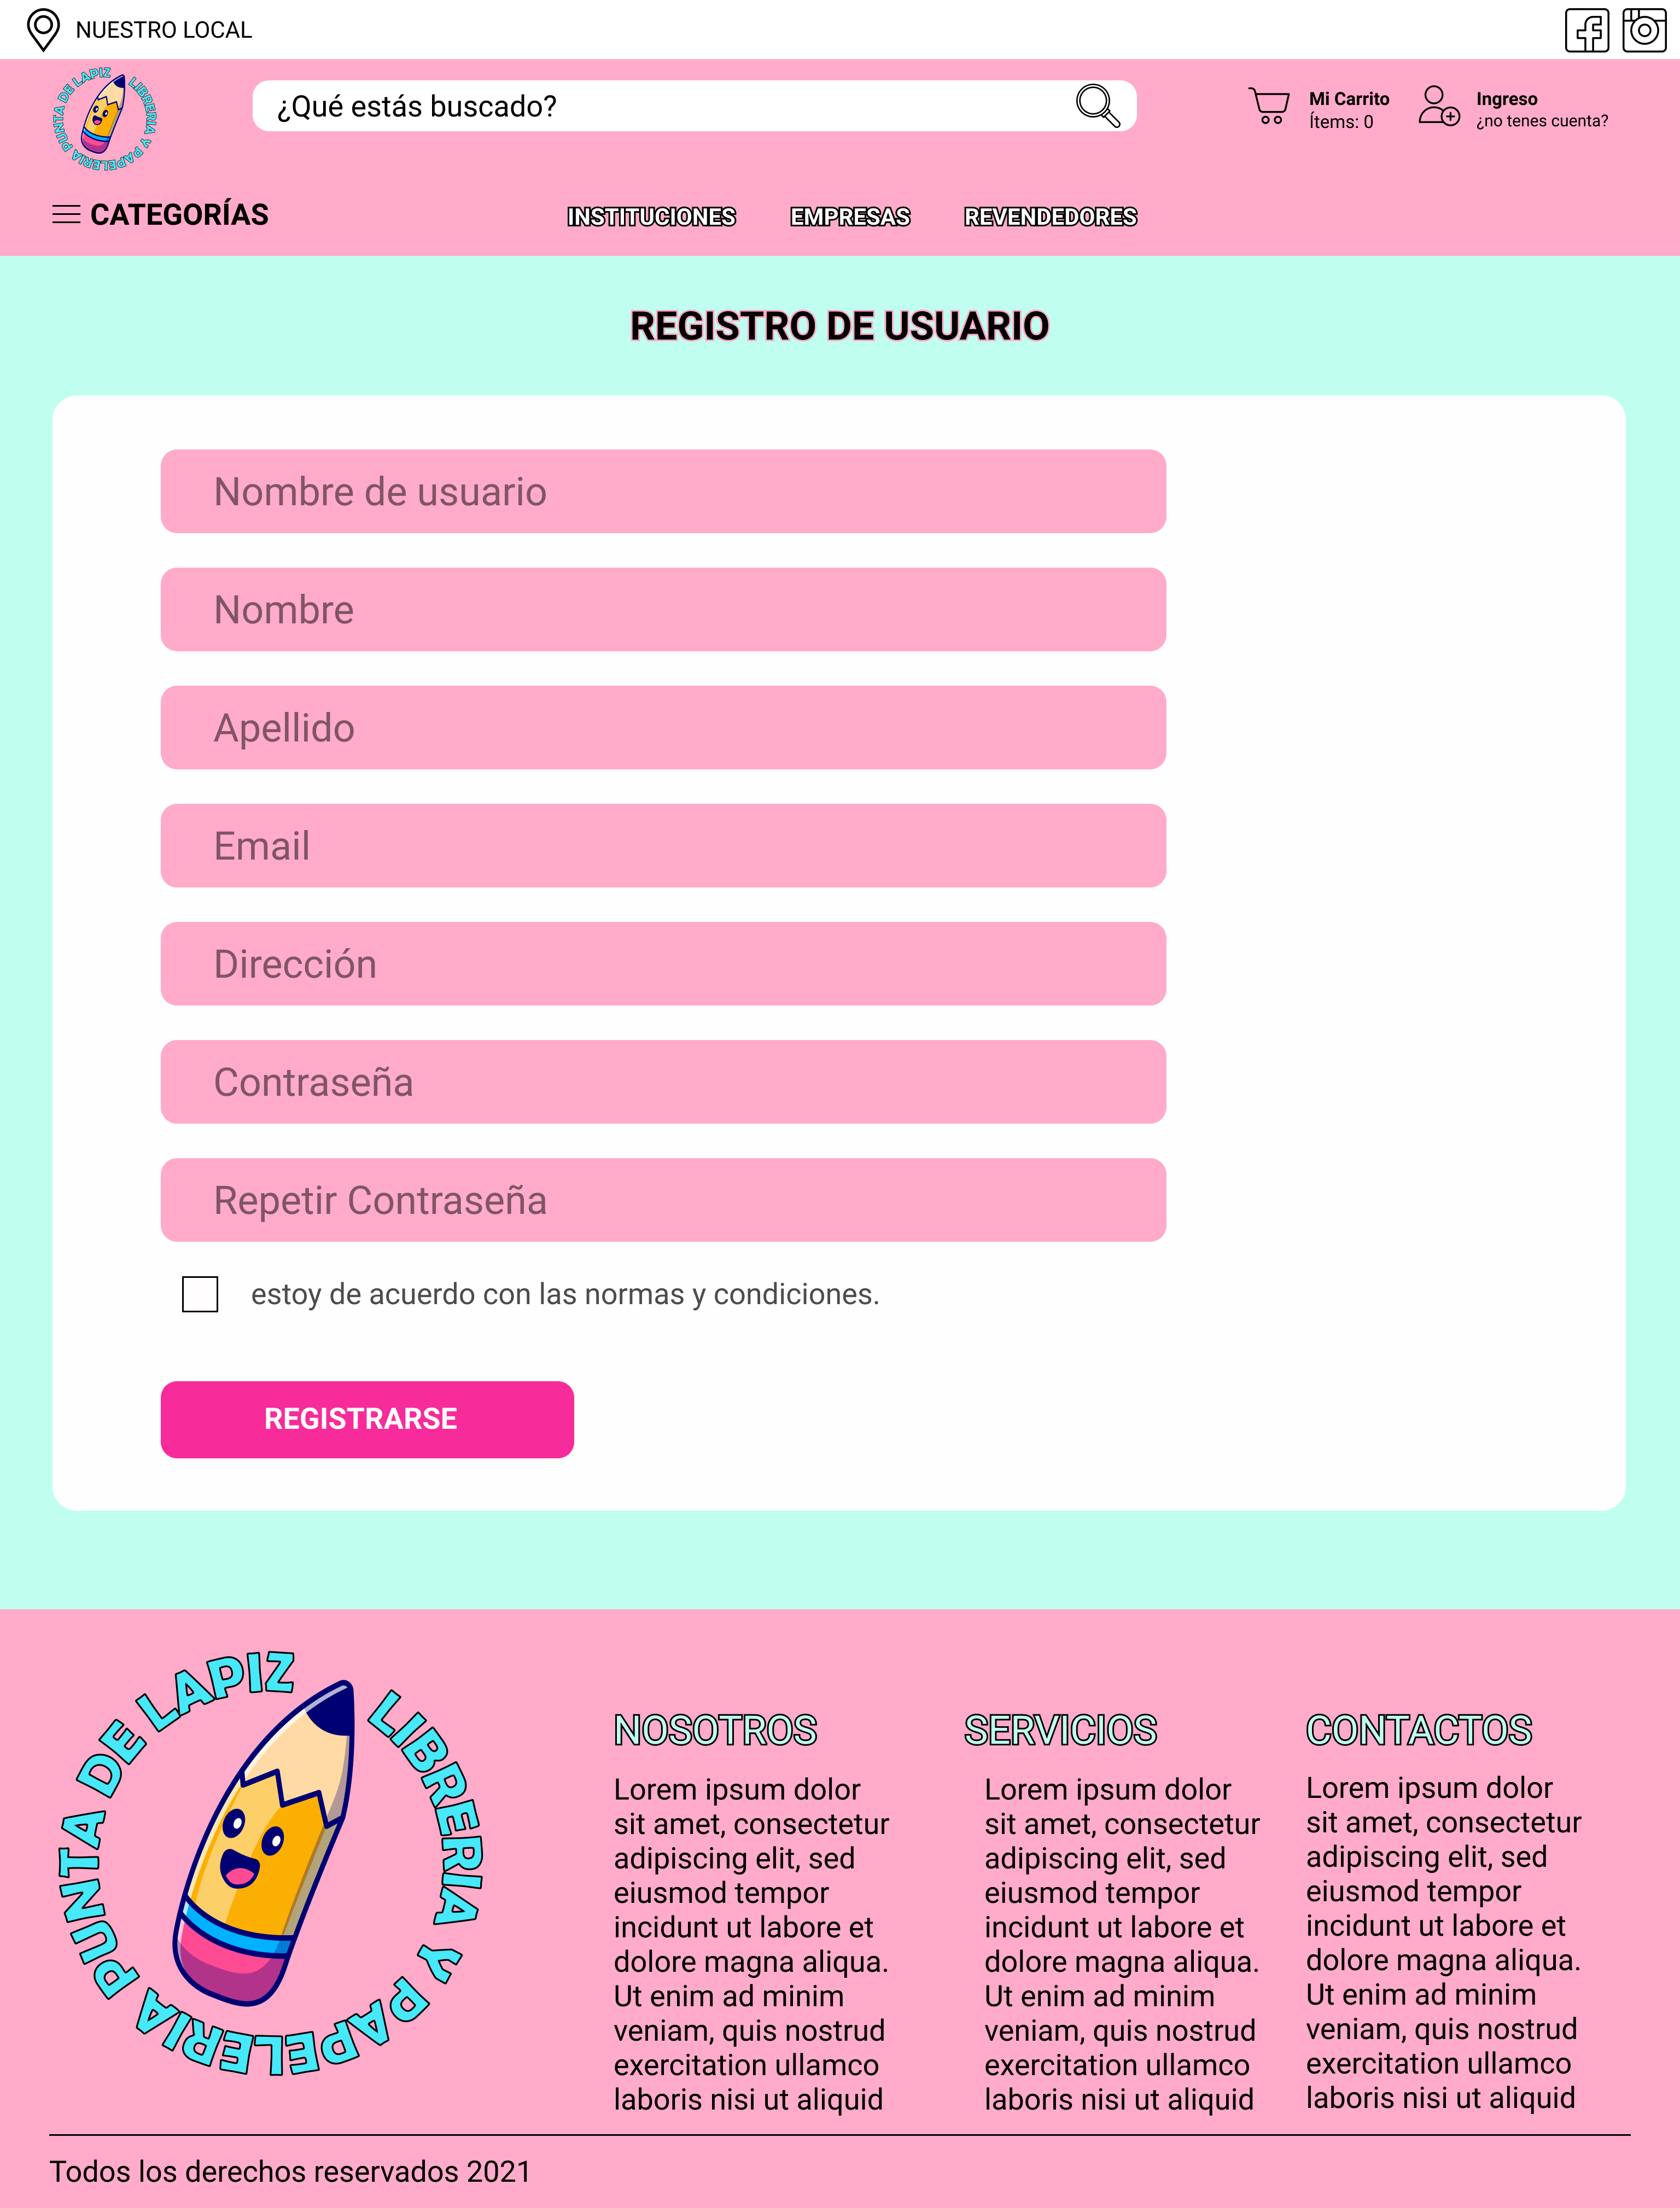 NUESTRO LOCAL
PUNTA DE LAPIZ LIBRERIA Y PAPELERIA
¿Qué estás buscado?
Mi Carrito
Ítems: 0
Ingreso
¿no tenes cuenta?
CATEGORÍAS
INSTITUCIONES
EMPRESAS
REVENDEDORES
REGISTRO DE USUARIO
Nombre de usuario
Nombre
Apellido
Email
Dirección
Contraseña
Repetir Contraseña
estoy de acuerdo con las normas y condiciones.
REGISTRARSE
PUNTA DE LAPIZ LIBRERIA Y PAPELERIA
NOSOTROS
Lorem ipsum dolor
sit amet, consectetur
adipiscing elit, sed
eiusmod tempor
incidunt ut labore et
dolore magna aliqua.
Ut enim ad minim
veniam, quis nostrud
exercitation ullamco
laboris nisi ut aliquid
SERVICIOS
Lorem ipsum dolor
sit amet, consectetur
adipiscing elit, sed
eiusmod tempor
incidunt ut labore et
dolore magna aliqua.
Ut enim ad minim
veniam, quis nostrud
exercitation ullamco
laboris nisi ut aliquid
CONTACTOS
Lorem ipsum dolor
sit amet, consectetur
adipiscing elit, sed
eiusmod tempor
incidunt ut labore et
dolore magna aliqua.
Ut enim ad minim
veniam, quis nostrud
exercitation ullamco
laboris nisi ut aliquid
Todos los derechos reservados 2021